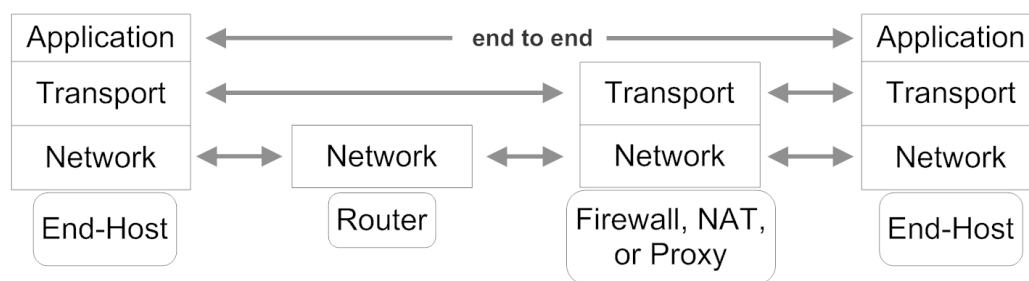 Application end to end Application
Transport Transport Transport
Network Network Network Network
End-Host Router Firewall, NAT, End-Host
or Proxy